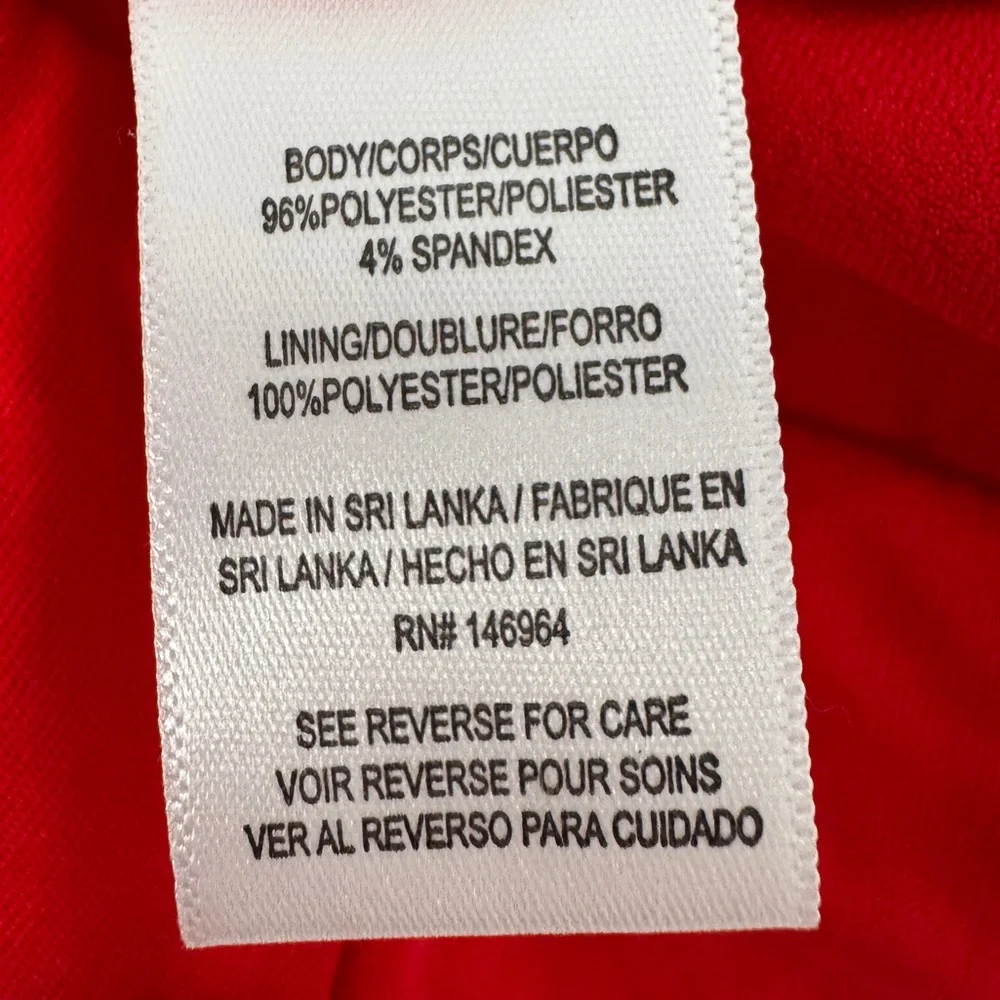 BODY/CORPS/CUERPO
96%POLYESTER/POLIESTER
4% SPANDEX
LINING/DOUBLURE/FORRO
100%POLYESTER/POLIESTER
MADE IN SRI LANKA / FABRIQUE EN
SRI LANKA / HECHO EN SRI LANKA
RN# 146964
SEE REVERSE FOR CARE
VOIR REVERSE POUR SOINS
VER AL REVERSO PARA CUIDADO